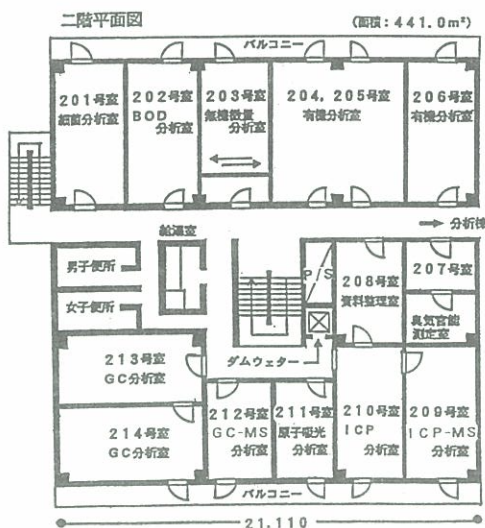 二階平面図
(面積:441.0m²)
バルコニー
201号室
細菌分析室
202号室
BOD
分析室
203号室
無機微量
分析室
204,205号室
有機分析室
206号室
有機分析室
→ 分析棟
給湯室
男子便所
女子便所
P/S
208号室
資料整理室
207号室
臭気官能
測定室
ダムウェター
213号室
GC分析室
214号室
GC分析室
212号室
GC-MS
分析室
211号室
原子吸光
分析室
210号室
ICP
分析室
209号室
ICP-MS
分析室
バルコニー
21.110